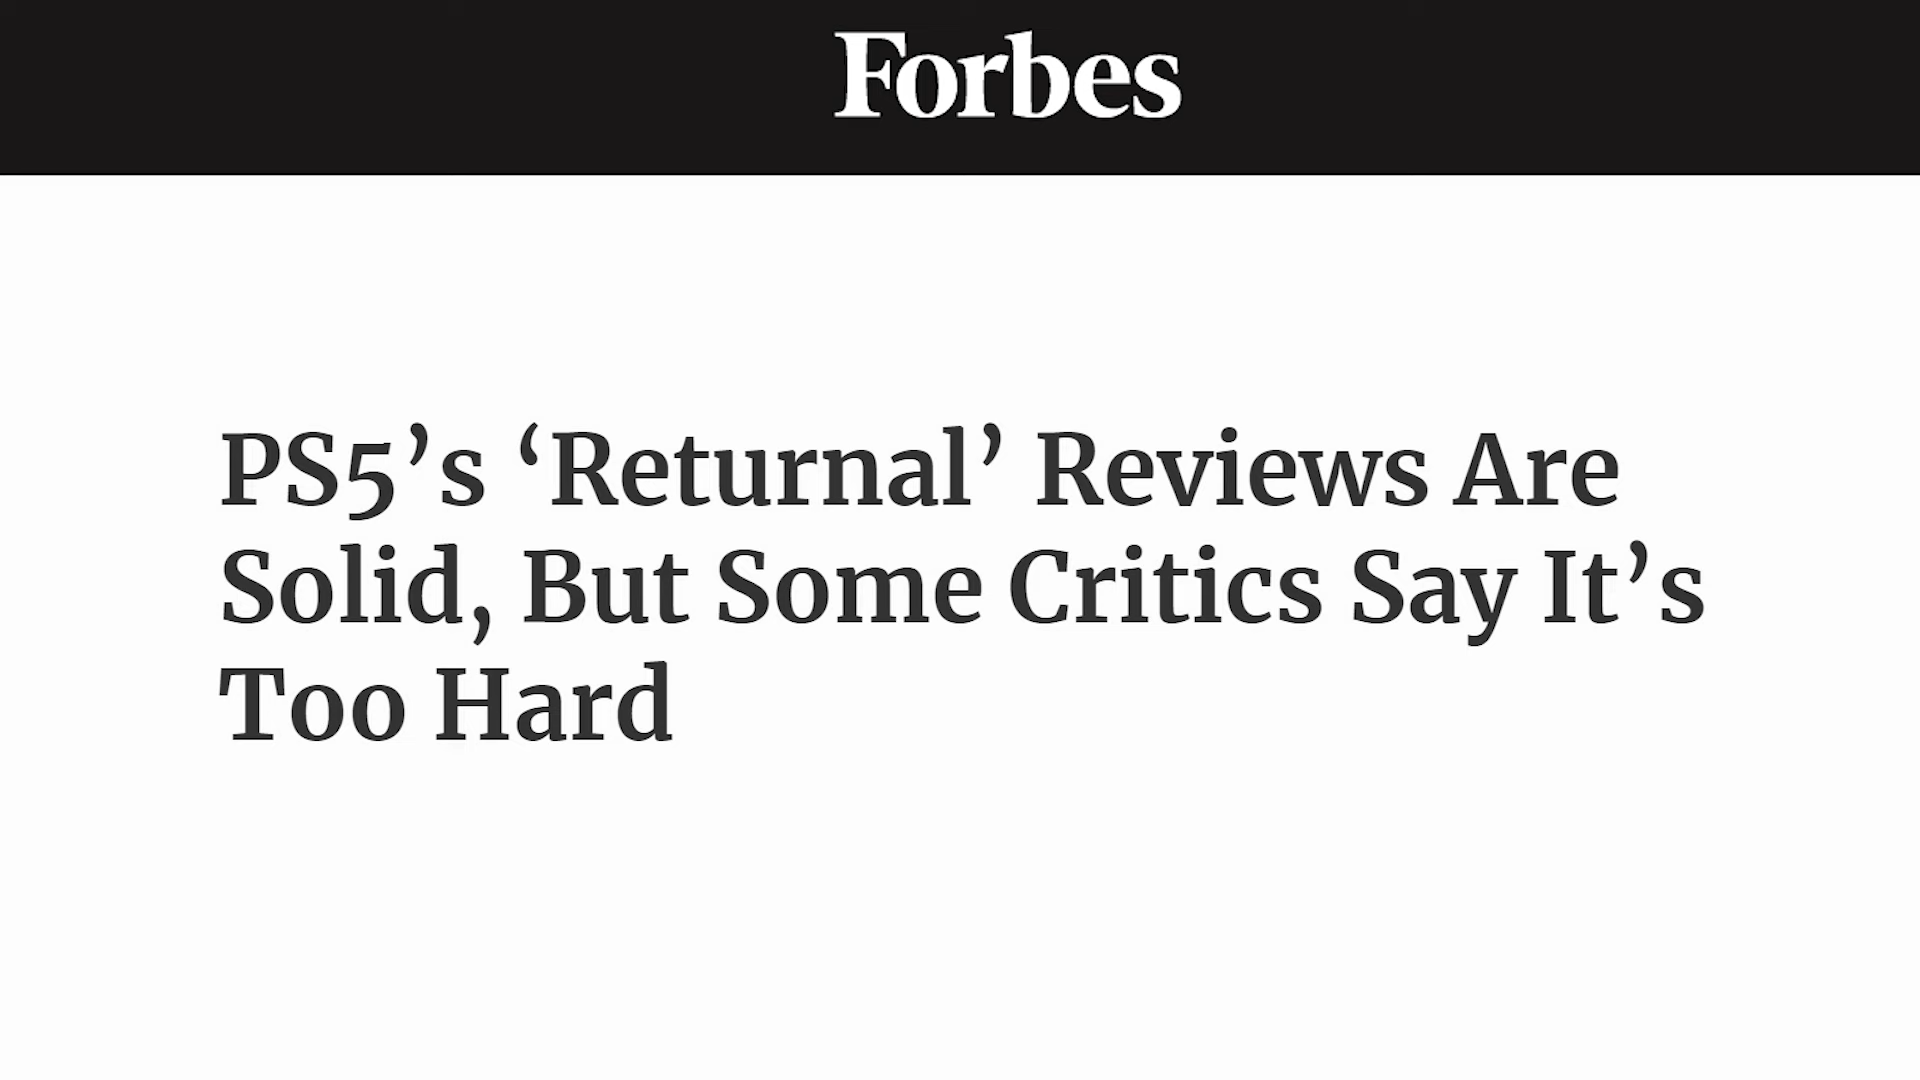 Forbes
PS5’s ‘Returnal’ Reviews Are
Solid, But Some Critics Say It’s
Too Hard